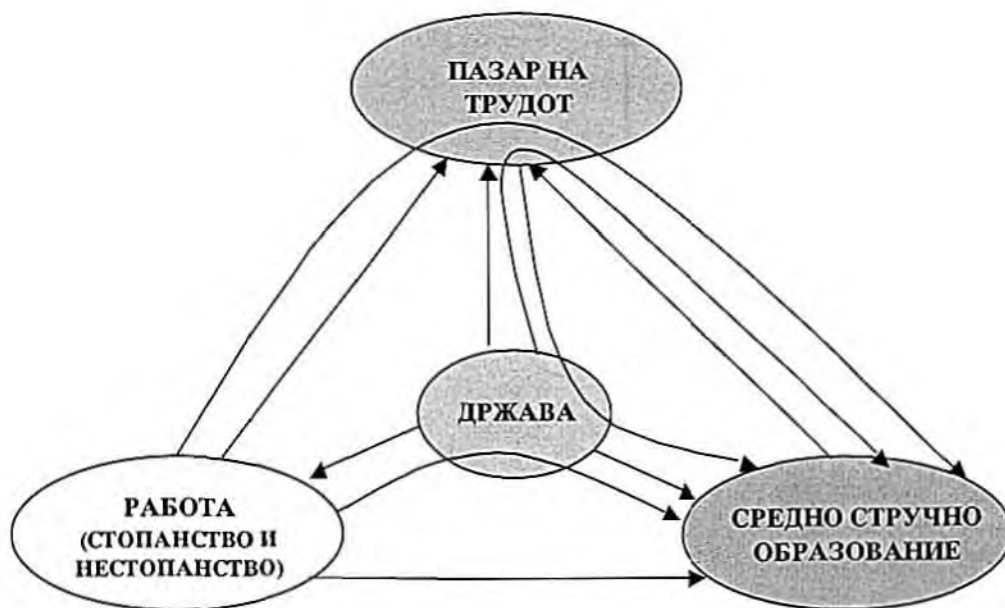 ПАЗАР НА
ТРУДОТ
ДРЖАВА
РАБОТА
(СТОПАНСТВО И
НЕСТОПАНСТВО)
СРЕДНО СТРУЧНО
ОБРАЗОВАНИЕ